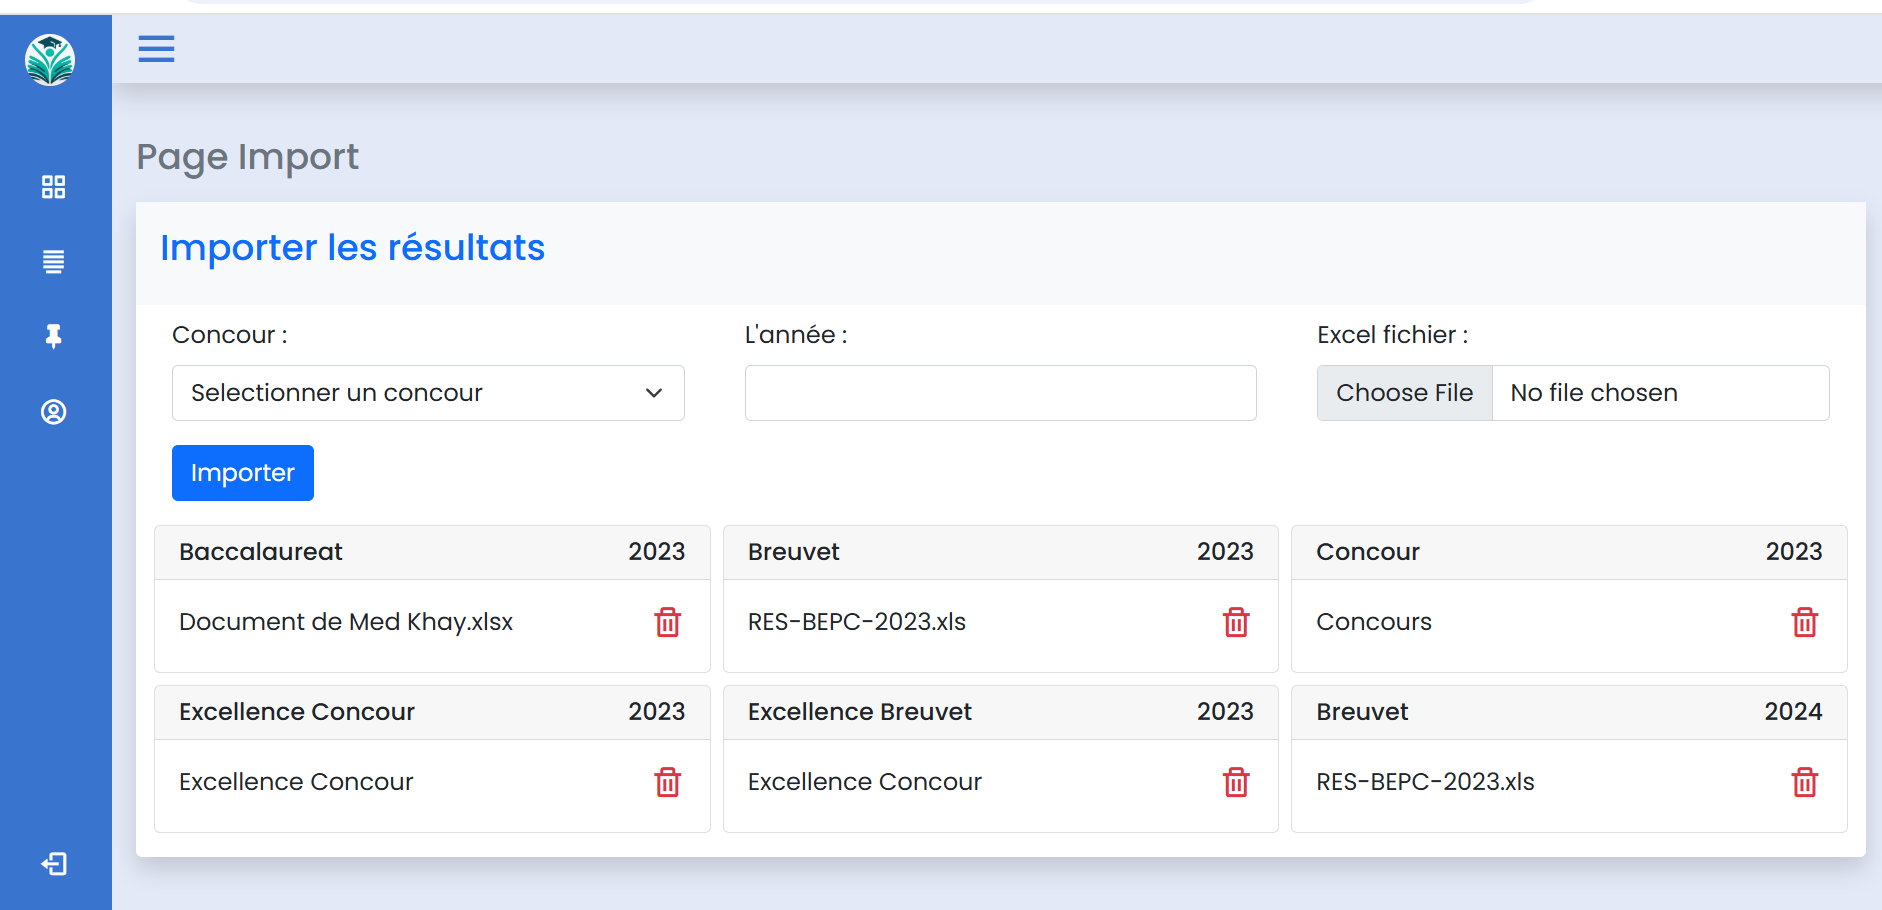 Page Import
Importer les résultats
Concour :
Selectionner un concour
L'année :
Excel fichier :
Choose File No file chosen
Importer
Baccalaureat 2023
Document de Med Khay.xlsx
Breuvet 2023
RES-BEPC-2023.xls
Concour 2023
Concours
Excellence Concour 2023
Excellence Concour
Excellence Breuvet 2023
Excellence Concour
Breuvet 2024
RES-BEPC-2023.xls